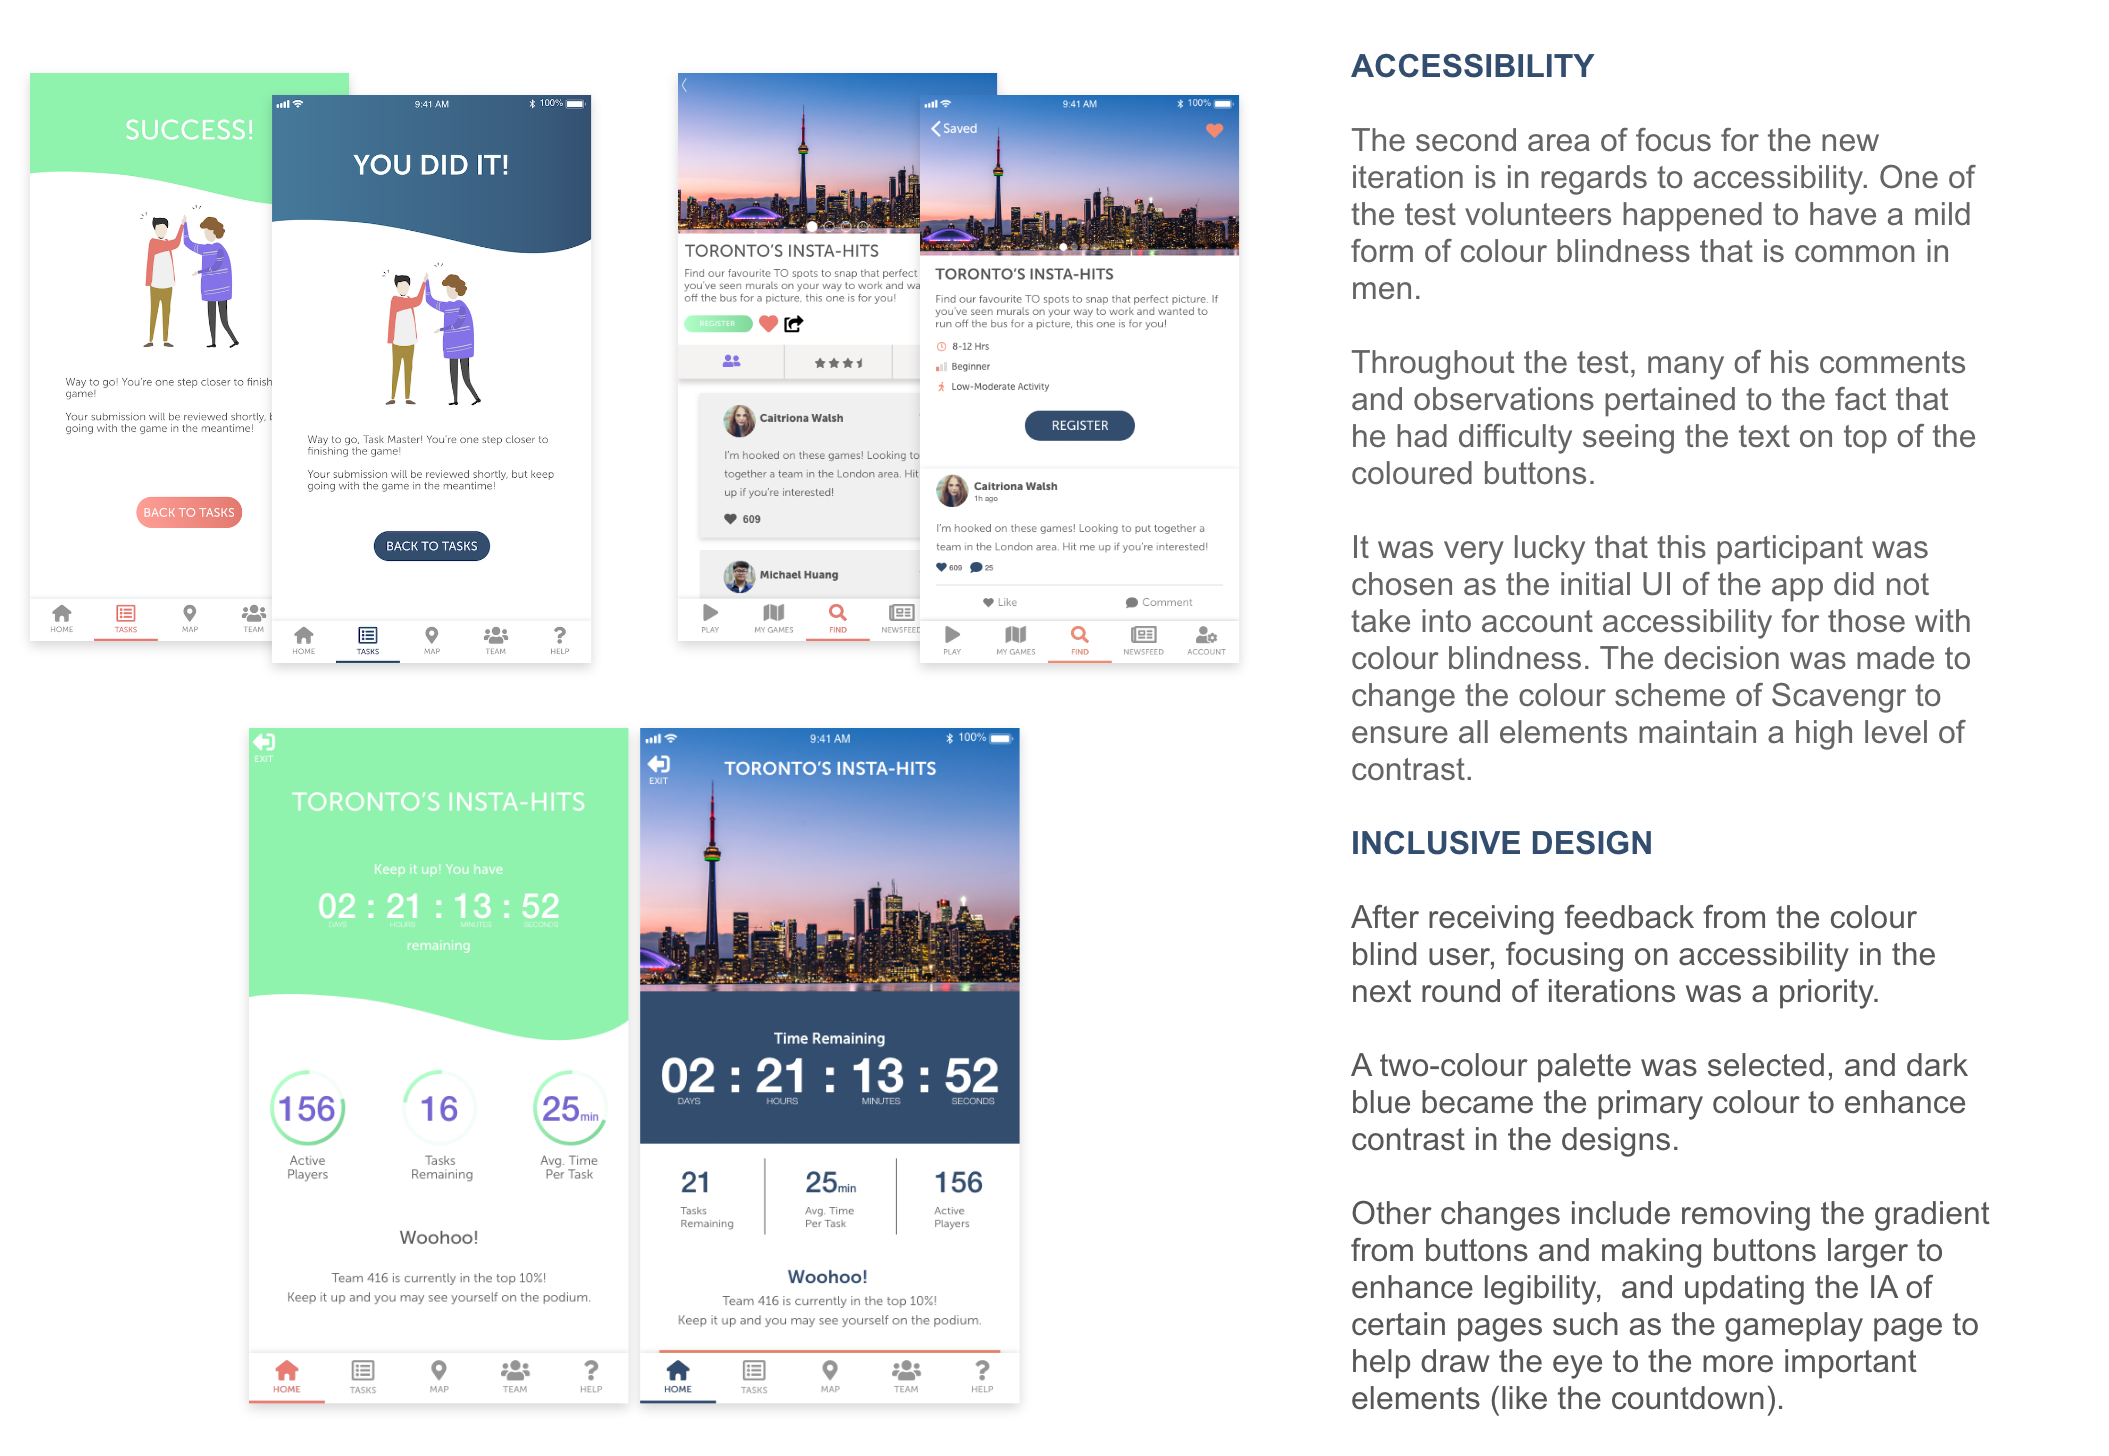 SUCCESS!
Way to go! You're one step closer to finish
game!
Your submission will be reviewed shortly,
going with the game in the meantime!
BACK TO TASKS
HOME
TASKS
MAP
TEAM
9:41 AM
100%
YOU DID IT!
Way to go, Task Master! You're one step closer to
finishing the game!
Your submission will be reviewed shortly, but keep
going with the game in the meantime!
BACK TO TASKS
HOME
TASKS
MAP
TEAM
HELP
TORONTO'S INSTA-HITS
Find our favourite TO spots to snap that perfect
you've seen murals on your way to work and wa
off the bus for a picture, this one is for you!
REGISTER
Caitriona Walsh
I'm hooked on these games! Looking to
together a team in the London area. Hit
up if you're interested!
609
Michael Huang
PLAY
MY GAMES
FIND
NEWSFEED
9:41 AM
100%
Saved
TORONTO'S INSTA-HITS
Find our favourite TO spots to snap that perfect picture. If
you've seen murals on your way to work and wanted to
run off the bus for a picture, this one is for you!
8-12 Hrs
Beginner
Low-Moderate Activity
REGISTER
Caitriona Walsh
1h ago
I'm hooked on these games! Looking to put together a
team in the London area. Hit me up if you're interested!
609 25
Like
Comment
PLAY
MY GAMES
FIND
NEWSFEED
ACCOUNT
EXIT
TORONTO'S INSTA-HITS
Keep it up! You have
02 : 21 : 13 : 52
DAYS HOURS MINUTES SECONDS
remaining
156
Active
Players
16
Tasks
Remaining
25min
Avg. Time
Per Task
Woohoo!
Team 416 is currently in the top 10%!
Keep it up and you may see yourself on the podium.
HOME
TASKS
MAP
TEAM
HELP
9:41 AM
100%
EXIT
TORONTO'S INSTA-HITS
Time Remaining
02 : 21 : 13 : 52
DAYS HOURS MINUTES SECONDS
21
Tasks
Remaining
25min
Avg. Time
Per Task
156
Active
Players
Woohoo!
Team 416 is currently in the top 10%!
Keep it up and you may see yourself on the podium.
HOME
TASKS
MAP
TEAM
HELP
ACCESSIBILITY
The second area of focus for the new
iteration is in regards to accessibility. One of
the test volunteers happened to have a mild
form of colour blindness that is common in
men.
Throughout the test, many of his comments
and observations pertained to the fact that
he had difficulty seeing the text on top of the
coloured buttons.
It was very lucky that this participant was
chosen as the initial UI of the app did not
take into account accessibility for those with
colour blindness. The decision was made to
change the colour scheme of Scavengr to
ensure all elements maintain a high level of
contrast.
INCLUSIVE DESIGN
After receiving feedback from the colour
blind user, focusing on accessibility in the
next round of iterations was a priority.
A two-colour palette was selected, and dark
blue became the primary colour to enhance
contrast in the designs.
Other changes include removing the gradient
from buttons and making buttons larger to
enhance legibility,  and updating the IA of
certain pages such as the gameplay page to
help draw the eye to the more important
elements (like the countdown).